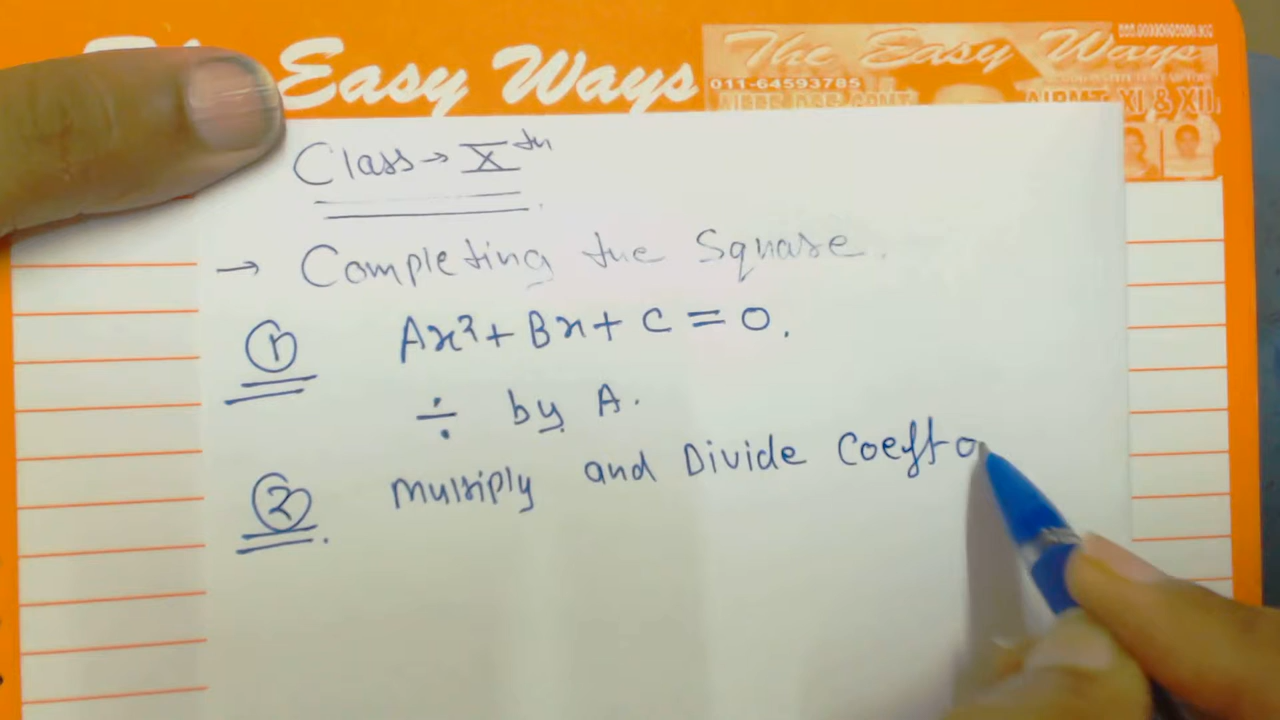 Easy Ways
The Easy Ways
011-64593785
XI & XII
Class → Xth
→ Completing the Square.
1 Ax² + Bx + C = 0.
÷ by A.
2 Multiply and Divide Coeff o